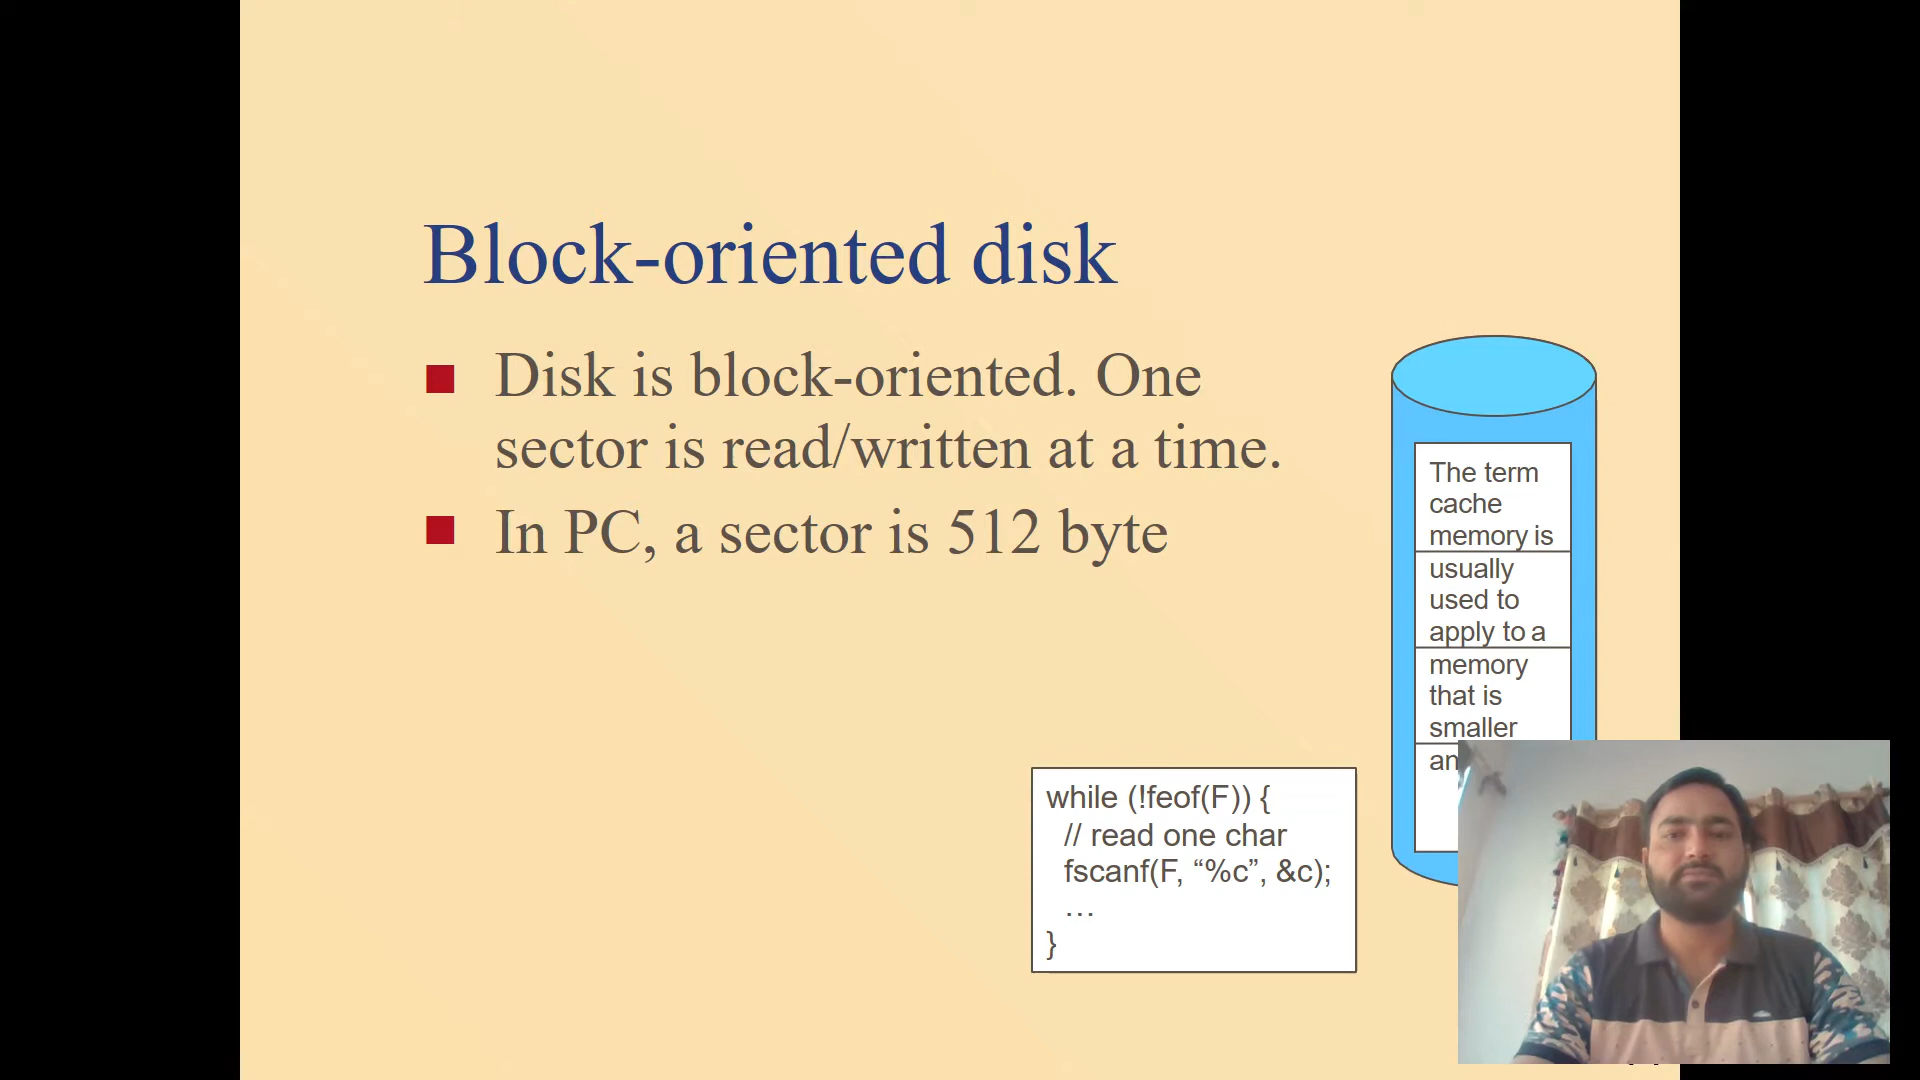 Block-oriented disk
Disk is block-oriented. One
sector is read/written at a time.
In PC, a sector is 512 byte
The term
cache
memory is
usually
used to
apply to a
memory
that is
smaller
an
while (!feof(F)) {
// read one char
fscanf(F, “%c”, &c);
…
}